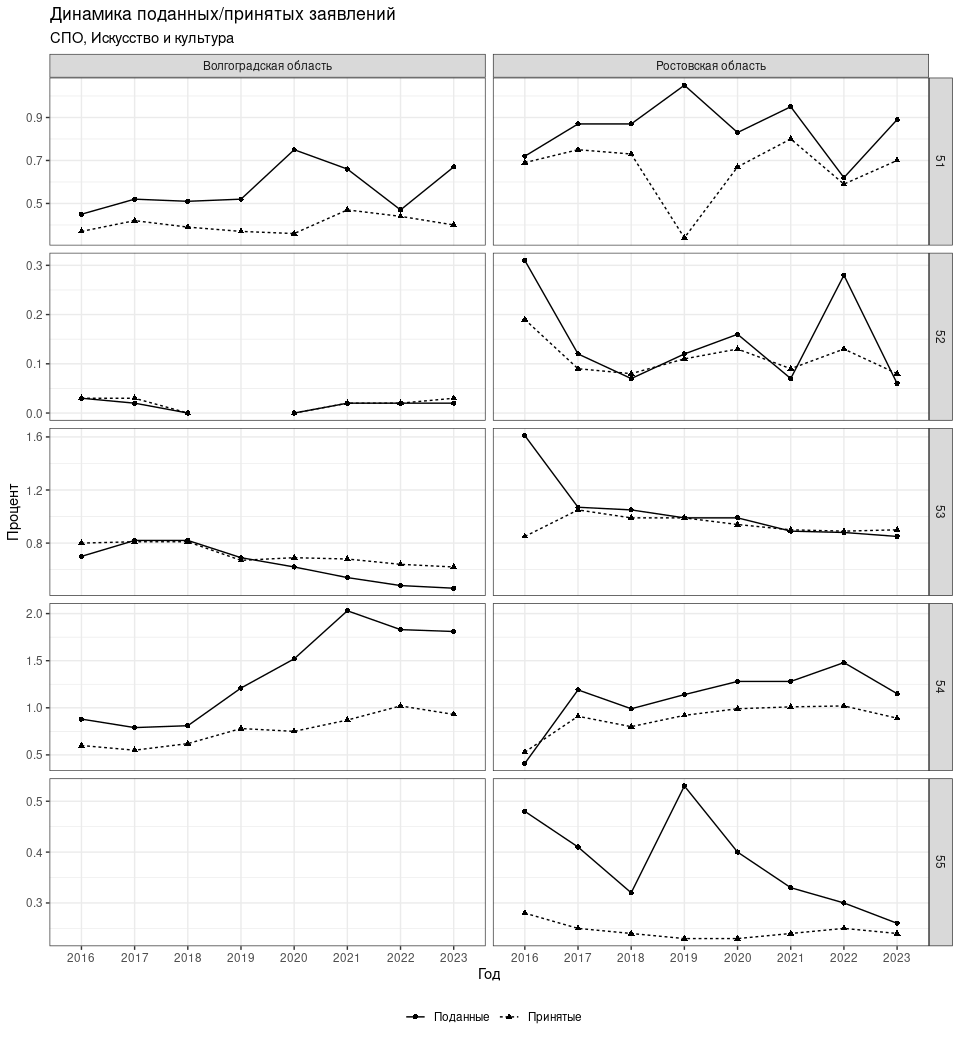 Динамика поданных/принятых заявлений
СПО, Искусство и культура
Волгоградская область
Ростовская область
0.9
0.7
0.5
51
0.3
0.2
0.1
0.0
52
1.6
1.2
0.8
53
2.0
1.5
1.0
0.5
54
0.5
0.4
0.3
55
Процент
2016 2017 2018 2019 2020 2021 2022 2023
2016 2017 2018 2019 2020 2021 2022 2023
Год
Поданные Принятые